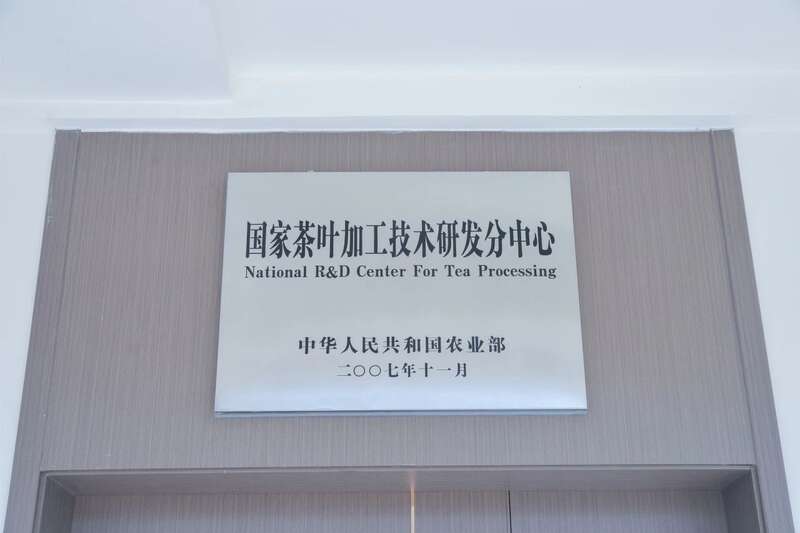 国家茶叶加工技术研发分中心
National R&D Center For Tea Processing
中华人民共和国农业部
二〇〇七年十一月